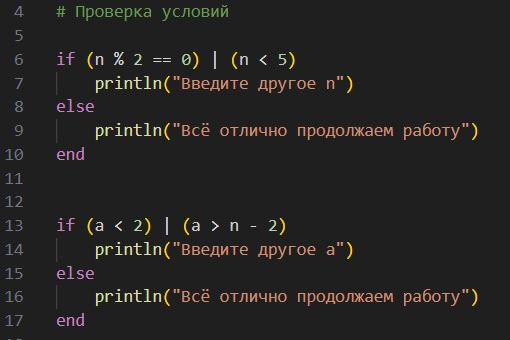 4 # Проверка условий
5
6 if (n % 2 == 0) | (n < 5)
7 println("Введите другое n")
8 else
9 println("Всё отлично продолжаем работу")
10 end
11
12
13 if (a < 2) | (a > n - 2)
14 println("Введите другое a")
15 else
16 println("Всё отлично продолжаем работу")
17 end